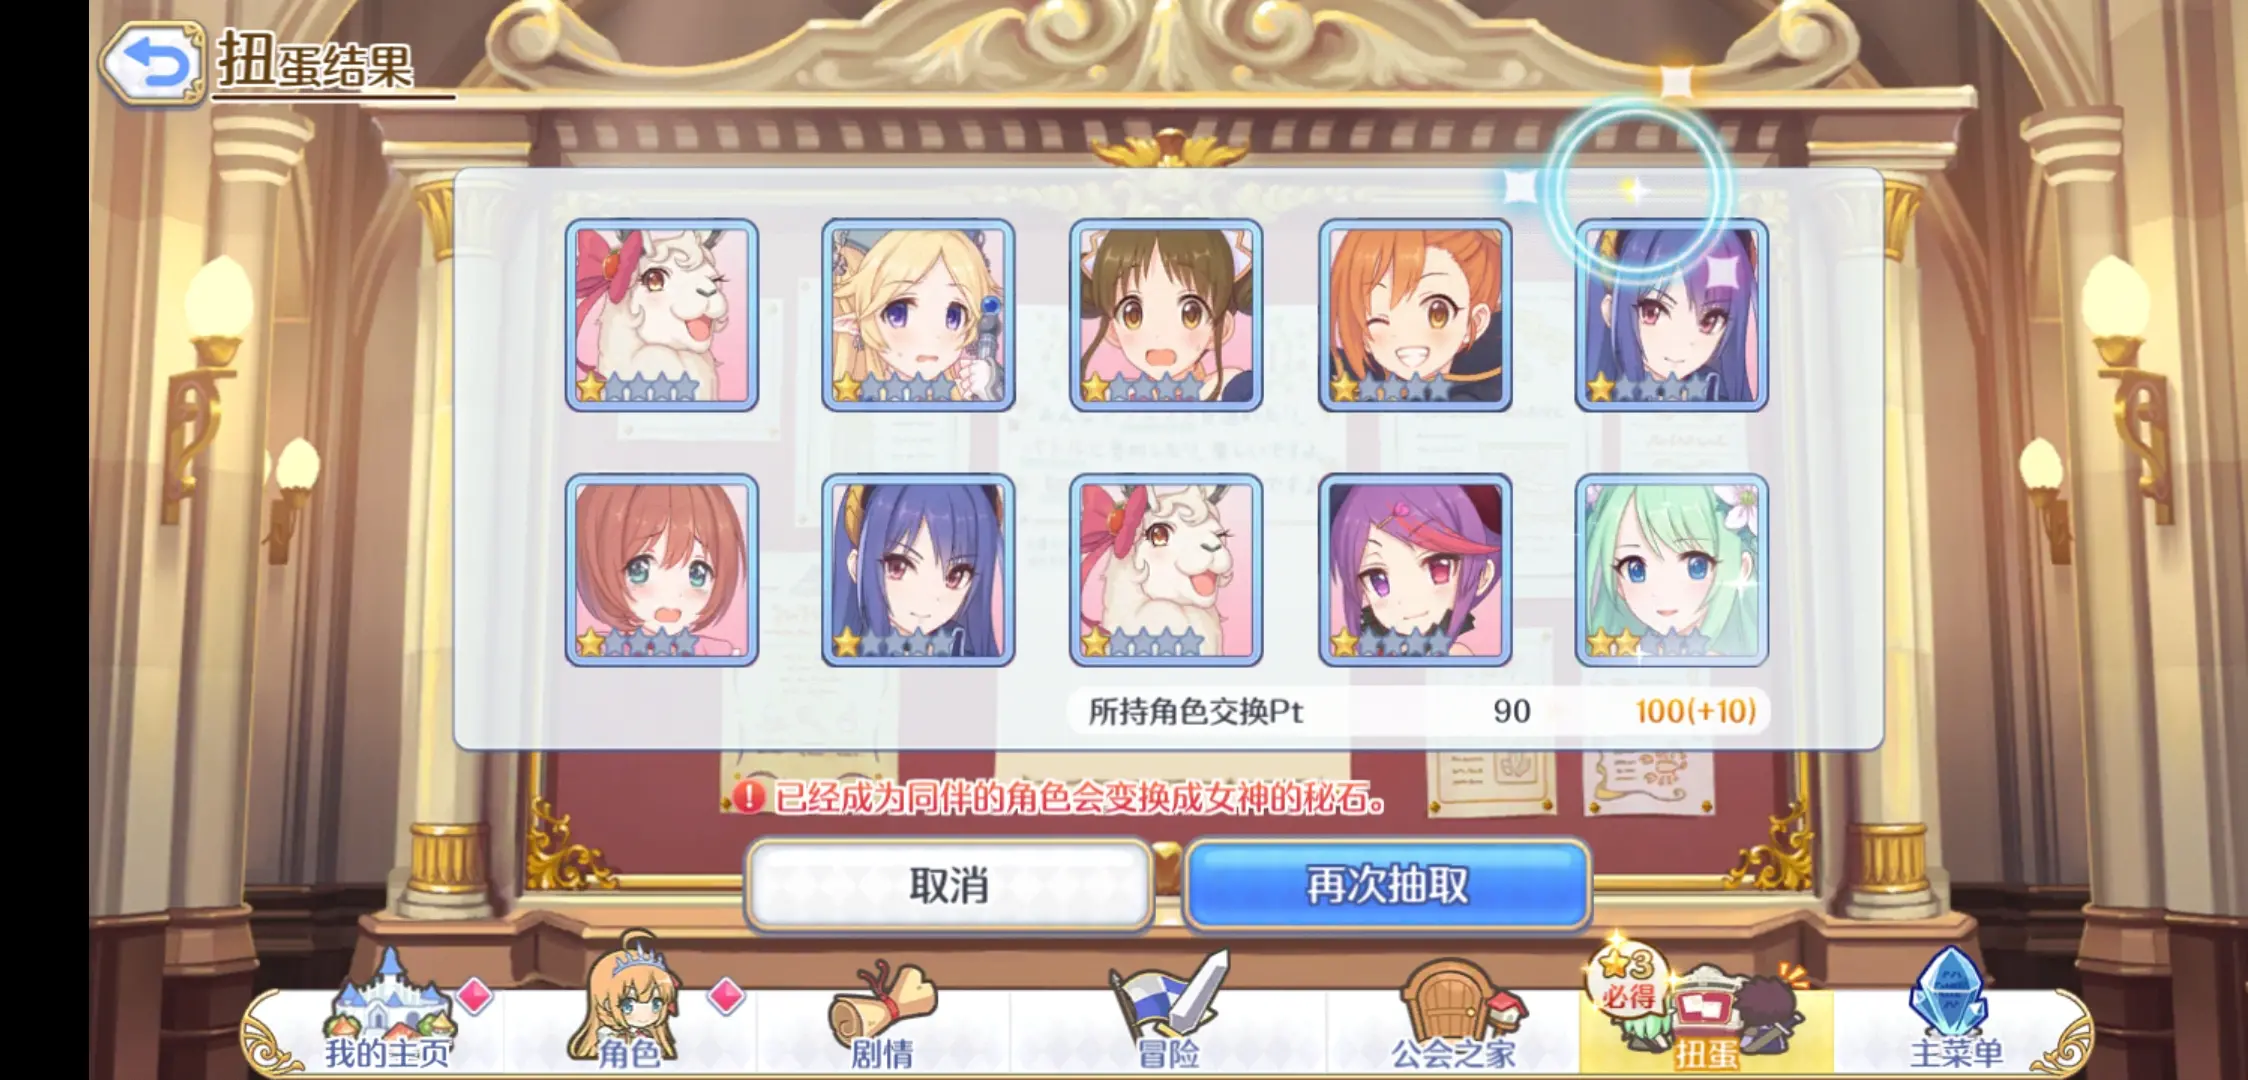 扭蛋结果
所持角色交换Pt 90 100(+10)
已经成为同伴的角色会变换成女神的秘石。
取消
再次抽取
3
必得
我的主页
角色
剧情
冒险
公会之家
扭蛋
主菜单